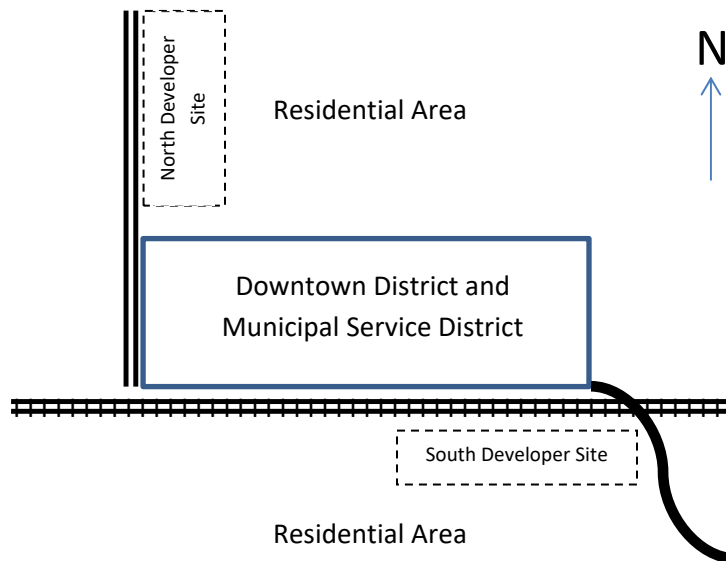 N
North Developer
Site
Residential Area
Downtown District and
Municipal Service District
South Developer Site
Residential Area